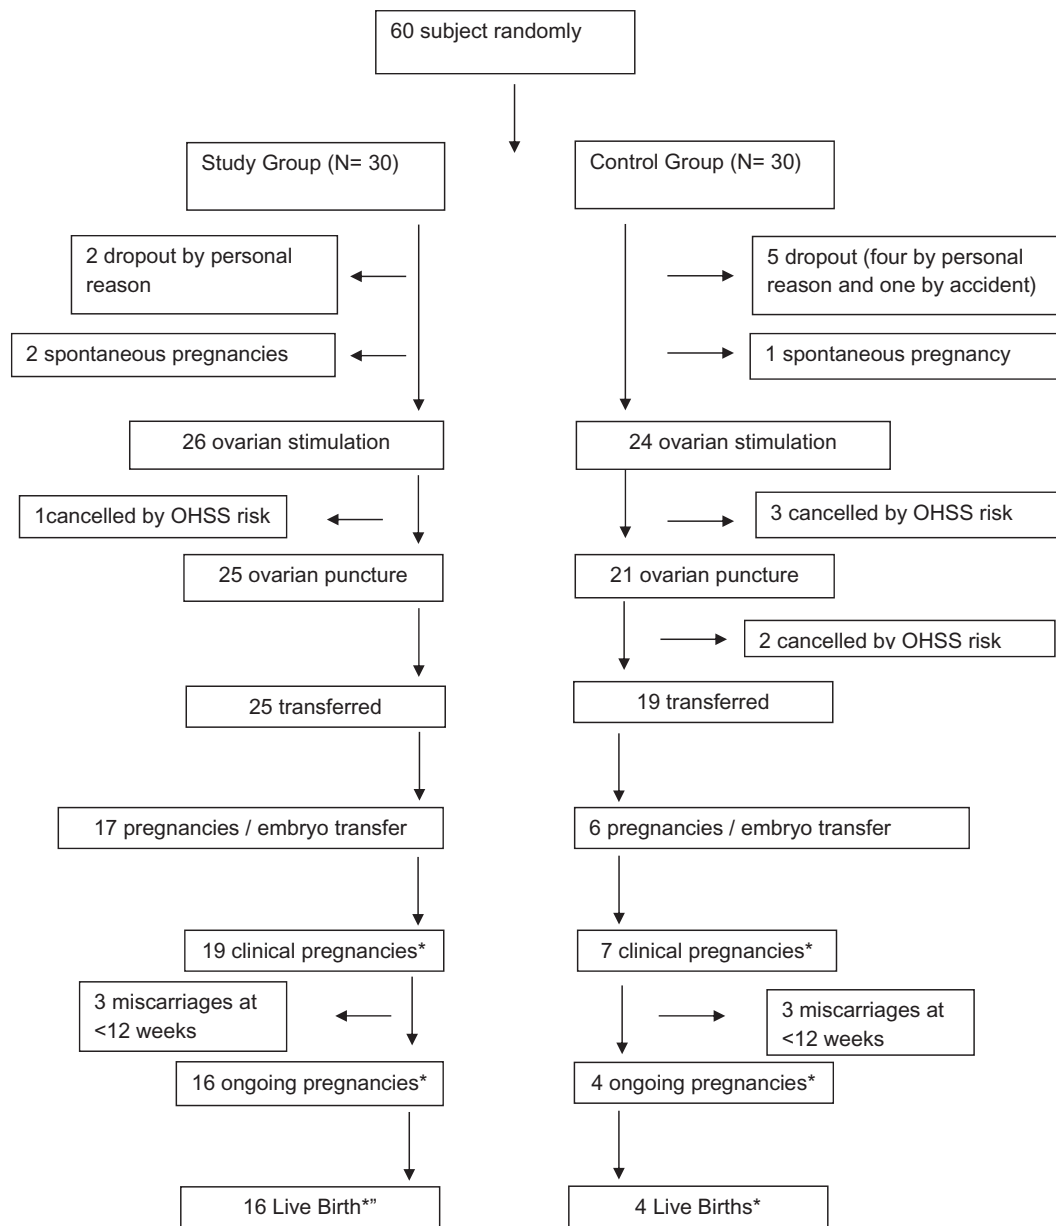 60 subject randomly
Study Group (N= 30)
Control Group (N= 30)
2 dropout by personal
reason
5 dropout (four by personal
reason and one by accident)
2 spontaneous pregnancies
1 spontaneous pregnancy
26 ovarian stimulation
24 ovarian stimulation
1cancelled by OHSS risk
3 cancelled by OHSS risk
25 ovarian puncture
21 ovarian puncture
2 cancelled by OHSS risk
25 transferred
19 transferred
17 pregnancies / embryo transfer
6 pregnancies / embryo transfer
19 clinical pregnancies*
7 clinical pregnancies*
3 miscarriages at
<12 weeks
3 miscarriages at
<12 weeks
16 ongoing pregnancies*
4 ongoing pregnancies*
16 Live Birth*”
4 Live Births*